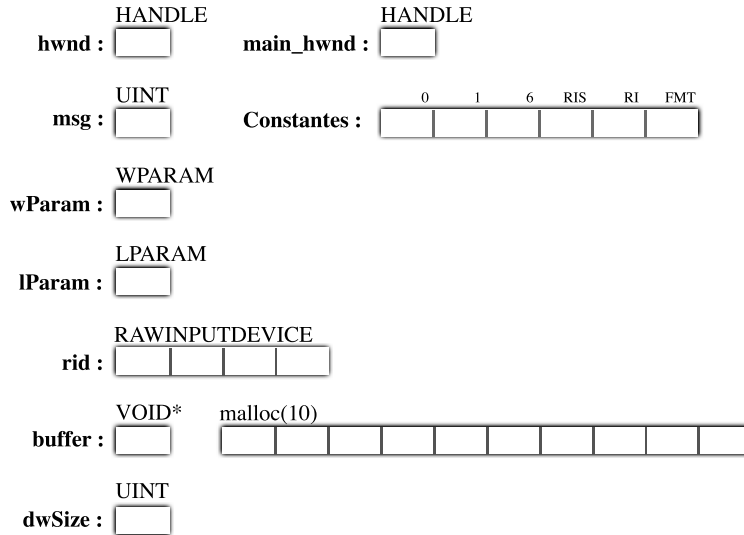 HANDLE HANDLE
hwnd : main_hwnd :
UINT 0 1 6 RIS RI FMT
msg : Constantes :
WPARAM
wParam :
LPARAM
lParam :
RAWINPUTDEVICE
rid :
VOID* malloc(10)
buffer :
UINT
dwSize :